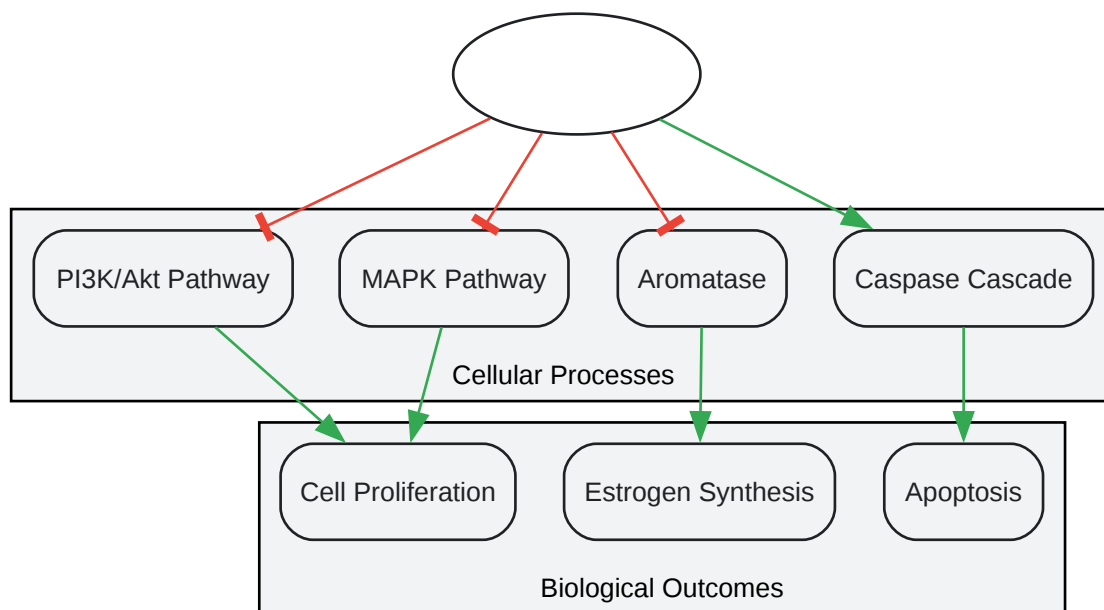 PI3K/Akt Pathway
MAPK Pathway
Aromatase
Caspase Cascade
Cellular Processes
Cell Proliferation
Estrogen Synthesis
Apoptosis
Biological Outcomes